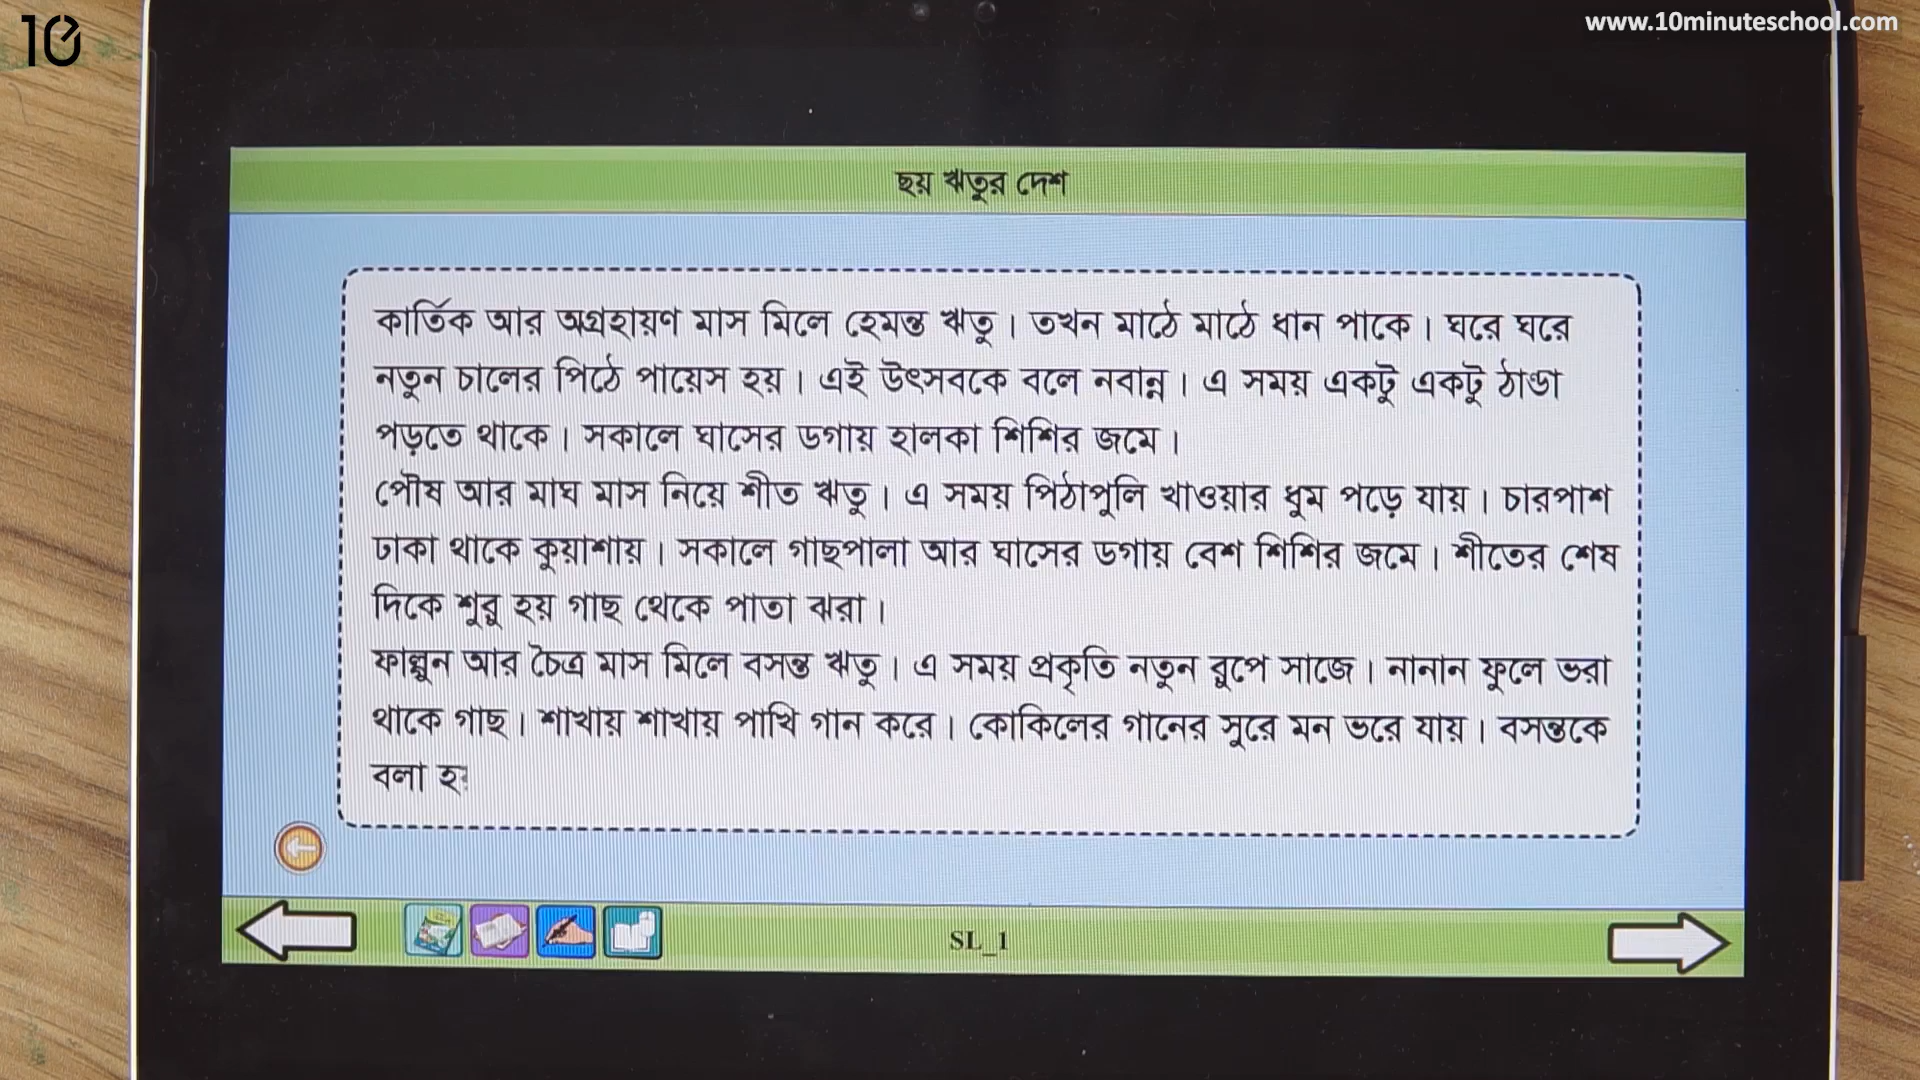 10
www.10minuteschool.com
ছয় ঋতুর দেশ
কার্তিক আর অগ্রহায়ণ মাস মিলে হেমন্ত ঋতু। তখন মাঠে মাঠে ধান পাকে। ঘরে ঘরে
নতুন চালের পিঠে পায়েস হয়। এই উৎসবকে বলে নবান্ন। এ সময় একটু একটু ঠাণ্ডা
পড়তে থাকে। সকালে ঘাসের ডগায় হালকা শিশির জমে।
পৌষ আর মাঘ মাস নিয়ে শীত ঋতু। এ সময় পিঠাপুলি খাওয়ার ধুম পড়ে যায়। চারপাশ
ঢাকা থাকে কুয়াশায়। সকালে গাছপালা আর ঘাসের ডগায় বেশ শিশির জমে। শীতের শেষ
দিকে শুরু হয় গাছ থেকে পাতা ঝরা।
ফাল্গুন আর চৈত্র মাস মিলে বসন্ত ঋতু। এ সময় প্রকৃতি নতুন রূপে সাজে। নানান ফুলে ভরা
থাকে গাছ। শাখায় শাখায় পাখি গান করে। কোকিলের গানের সুরে মন ভরে যায়। বসন্তকে
বলা
SL_1